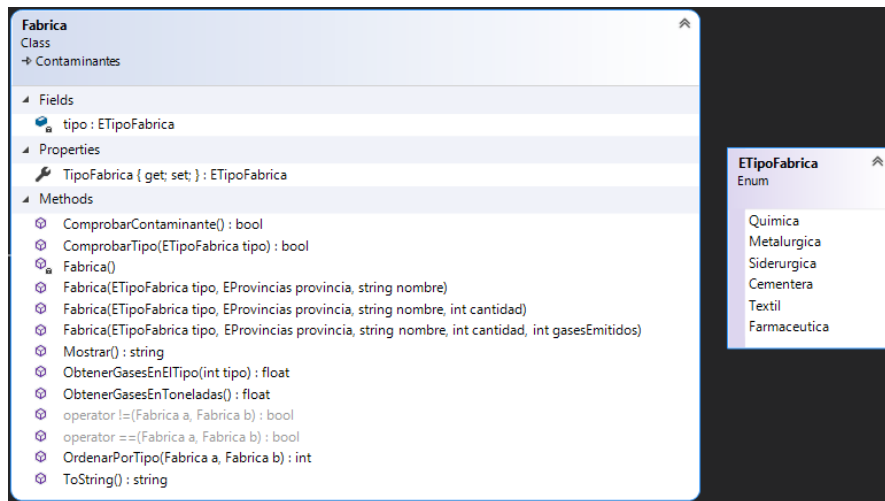 Fabrica
Class
Contaminantes
Fields
tipo : ETipoFabrica
Properties
TipoFabrica { get; set; } : ETipoFabrica
Methods
ComprobarContaminante() : bool
ComprobarTipo(ETipoFabrica tipo) : bool
Fabrica()
Fabrica(ETipoFabrica tipo, EProvincias provincia, string nombre)
Fabrica(ETipoFabrica tipo, EProvincias provincia, string nombre, int cantidad)
Fabrica(ETipoFabrica tipo, EProvincias provincia, string nombre, int cantidad, int gasesEmitidos)
Mostrar() : string
ObtenerGasesEnElTipo(int tipo) : float
ObtenerGasesEnToneladas() : float
operator !=(Fabrica a, Fabrica b) : bool
operator ==(Fabrica a, Fabrica b) : bool
OrdenarPorTipo(Fabrica a, Fabrica b) : int
ToString() : string
ETipoFabrica
Enum
Quimica
Metalurgica
Siderurgica
Cementera
Textil
Farmaceutica